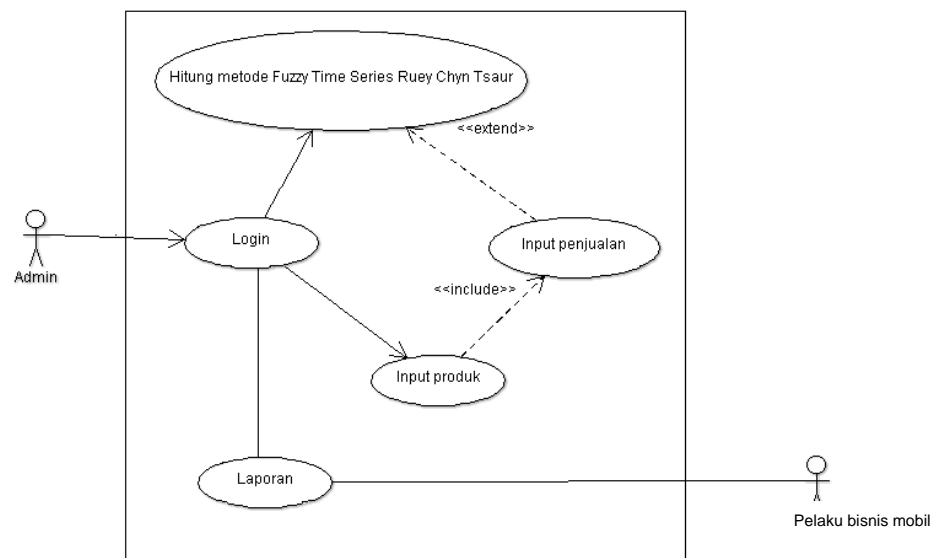 Hitung metode Fuzzy Time Series Ruey Chyn Tsaur
<<extend>>
Login
Input penjualan
Admin
<<include>>
Input produk
Laporan
Pelaku bisnis mobil